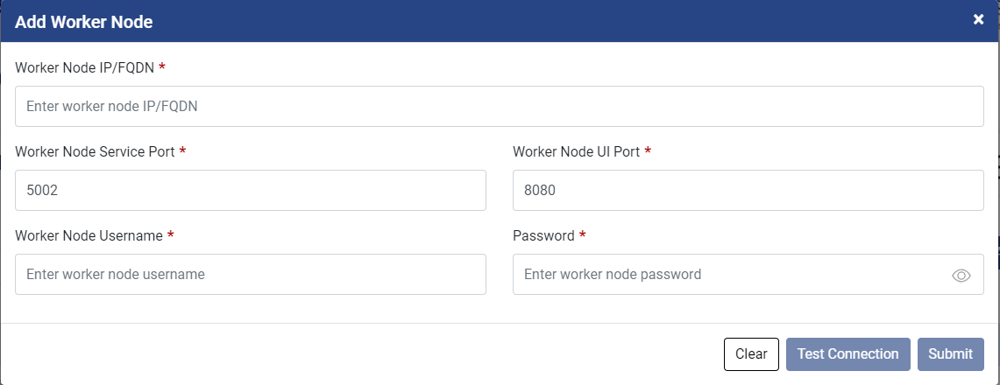 Add Worker Node ×
Worker Node IP/FQDN *
Enter worker node IP/FQDN
Worker Node Service Port * Worker Node UI Port *
5002 8080
Worker Node Username * Password *
Enter worker node username Enter worker node password
Clear Test Connection Submit